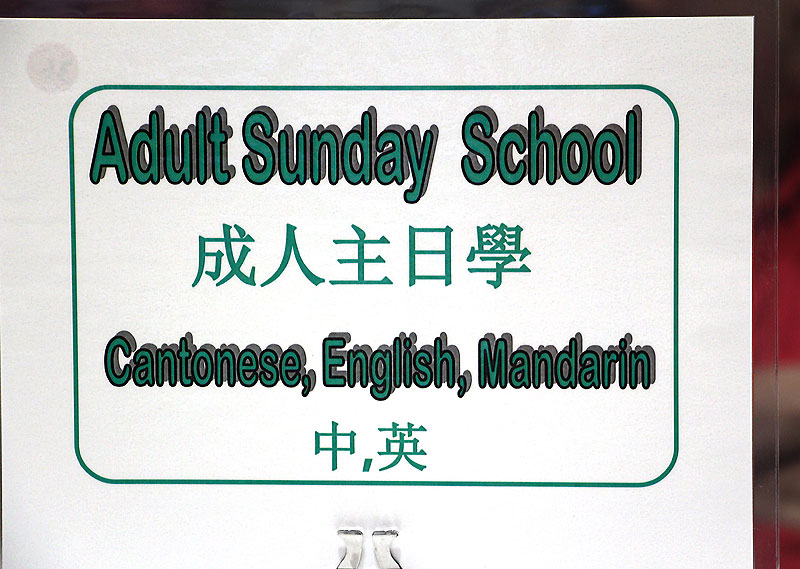 Adult Sunday School
成人主日學
Cantonese, English, Mandarin
中,英